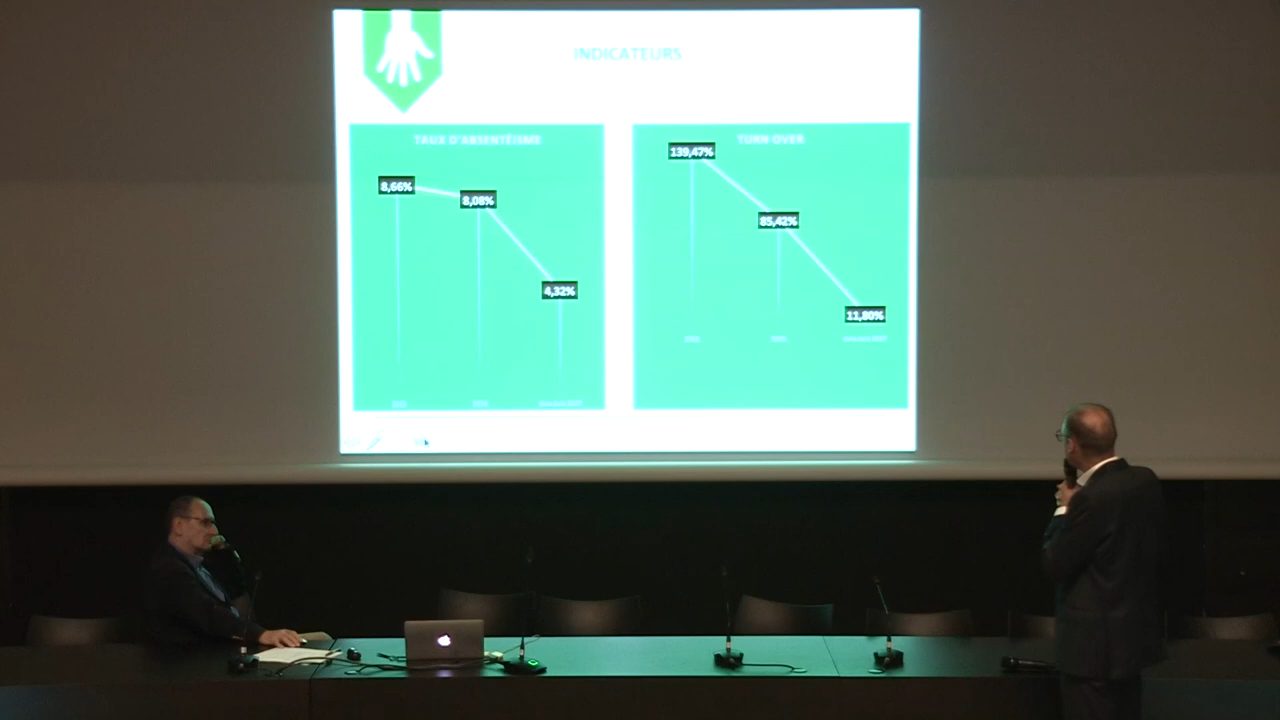 INDICATEURS
TAUX D'ABSENTÉISME
8,66%
8,08%
4,32%
TURN OVER
139,47%
85,42%
11,80%